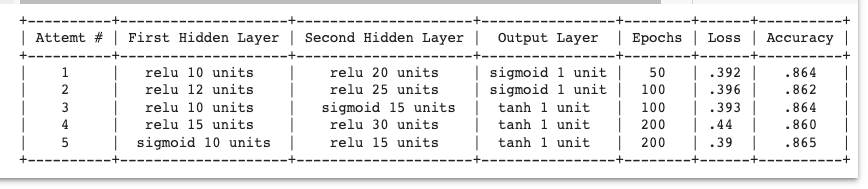 +----------+--------------------+---------------------+----------------+--------+------+----------+
| Attemt # | First Hidden Layer | Second Hidden Layer |  Output Layer  | Epochs | Loss | Accuracy |
+----------+--------------------+---------------------+----------------+--------+------+----------+
|    1     |   relu 10 units    |    relu 20 units    | sigmoid 1 unit |   50   | .392 |   .864   |
|    2     |   relu 12 units    |    relu 25 units    | sigmoid 1 unit |  100   | .396 |   .862   |
|    3     |   relu 10 units    |   sigmoid 15 units  |  tanh 1 unit   |  100   | .393 |   .864   |
|    4     |   relu 15 units    |    relu 30 units    |  tanh 1 unit   |  200   | .44  |   .860   |
|    5     |  sigmoid 10 units  |    relu 15 units    |  tanh 1 unit   |  200   | .39  |   .865   |
+----------+--------------------+---------------------+----------------+--------+------+----------+